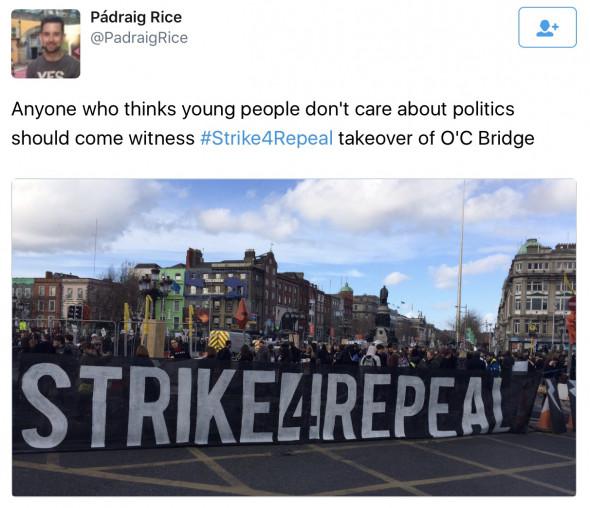 Pádraig Rice
@PadraigRice
YES
Anyone who thinks young people don't care about politics
should come witness #Strike4Repeal takeover of O'C Bridge
STRIKE4REPEAL